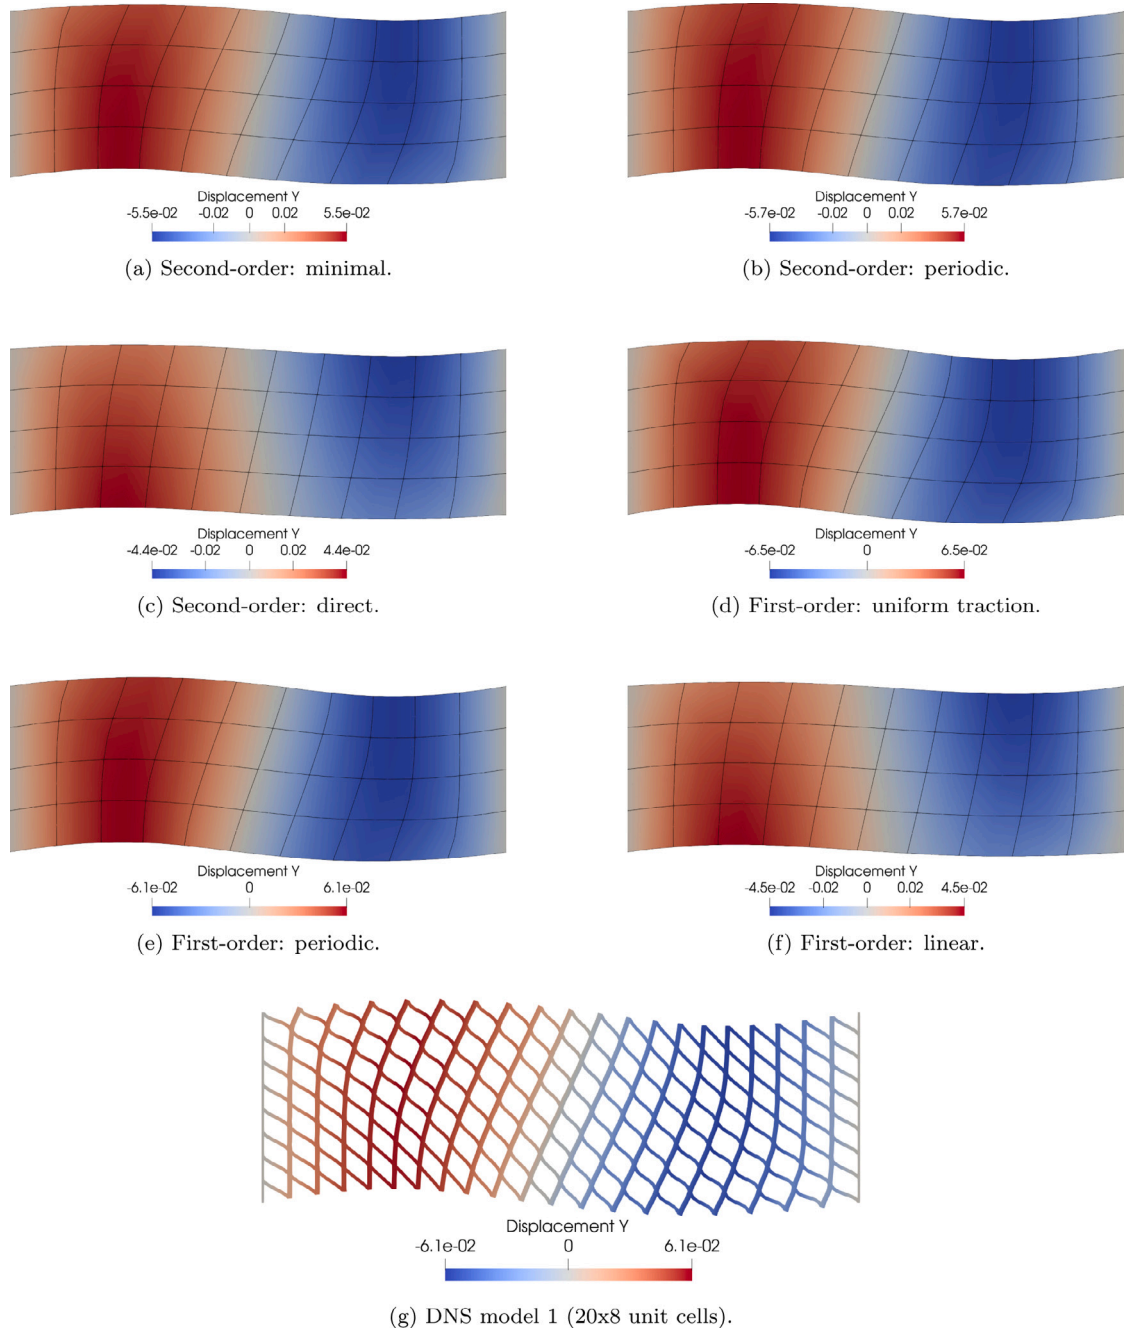 Displacement Y
-5.5e-02 -0.02 0 0.02 5.5e-02
(a) Second-order: minimal.
Displacement Y
-5.7e-02 -0.02 0 0.02 5.7e-02
(b) Second-order: periodic.
Displacement Y
-4.4e-02 -0.02 0 0.02 4.4e-02
(c) Second-order: direct.
Displacement Y
-6.5e-02 0 6.5e-02
(d) First-order: uniform traction.
Displacement Y
-6.1e-02 0 6.1e-02
(e) First-order: periodic.
Displacement Y
-4.5e-02 -0.02 0 0.02 4.5e-02
(f) First-order: linear.
Displacement Y
-6.1e-02 0 6.1e-02
(g) DNS model 1 (20x8 unit cells).